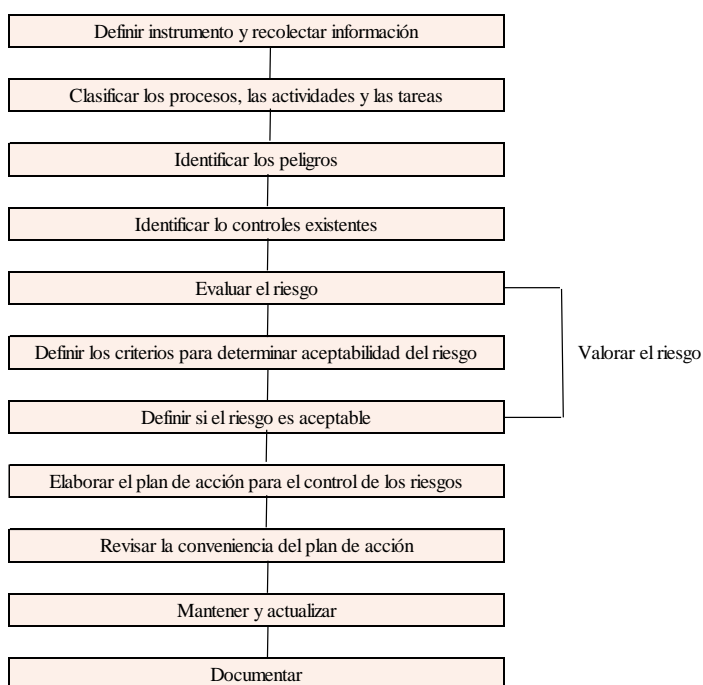 Definir instrumento y recolectar información
Clasificar los procesos, las actividades y las tareas
Identificar los peligros
Identificar lo controles existentes
Evaluar el riesgo
Definir los criterios para determinar aceptabilidad del riesgo
Valorar el riesgo
Definir si el riesgo es aceptable
Elaborar el plan de acción para el control de los riesgos
Revisar la conveniencia del plan de acción
Mantener y actualizar
Documentar